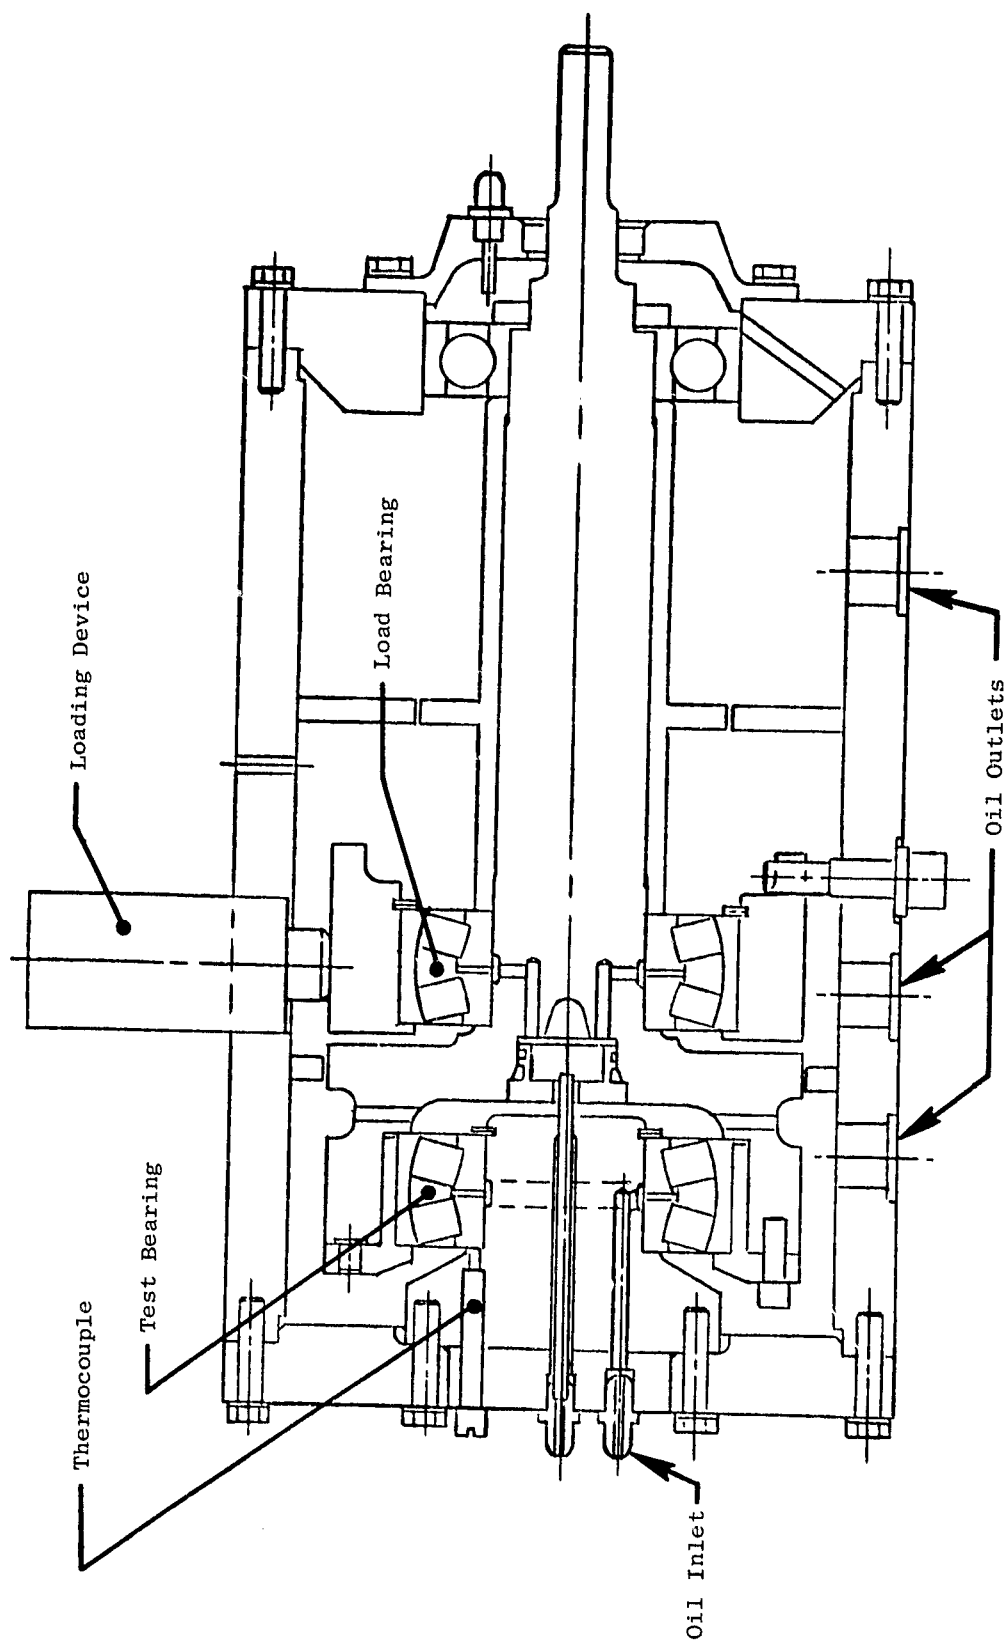 Loading Device
Load Bearing
Test Bearing
Thermocouple
Oil Inlet
Oil Outlets